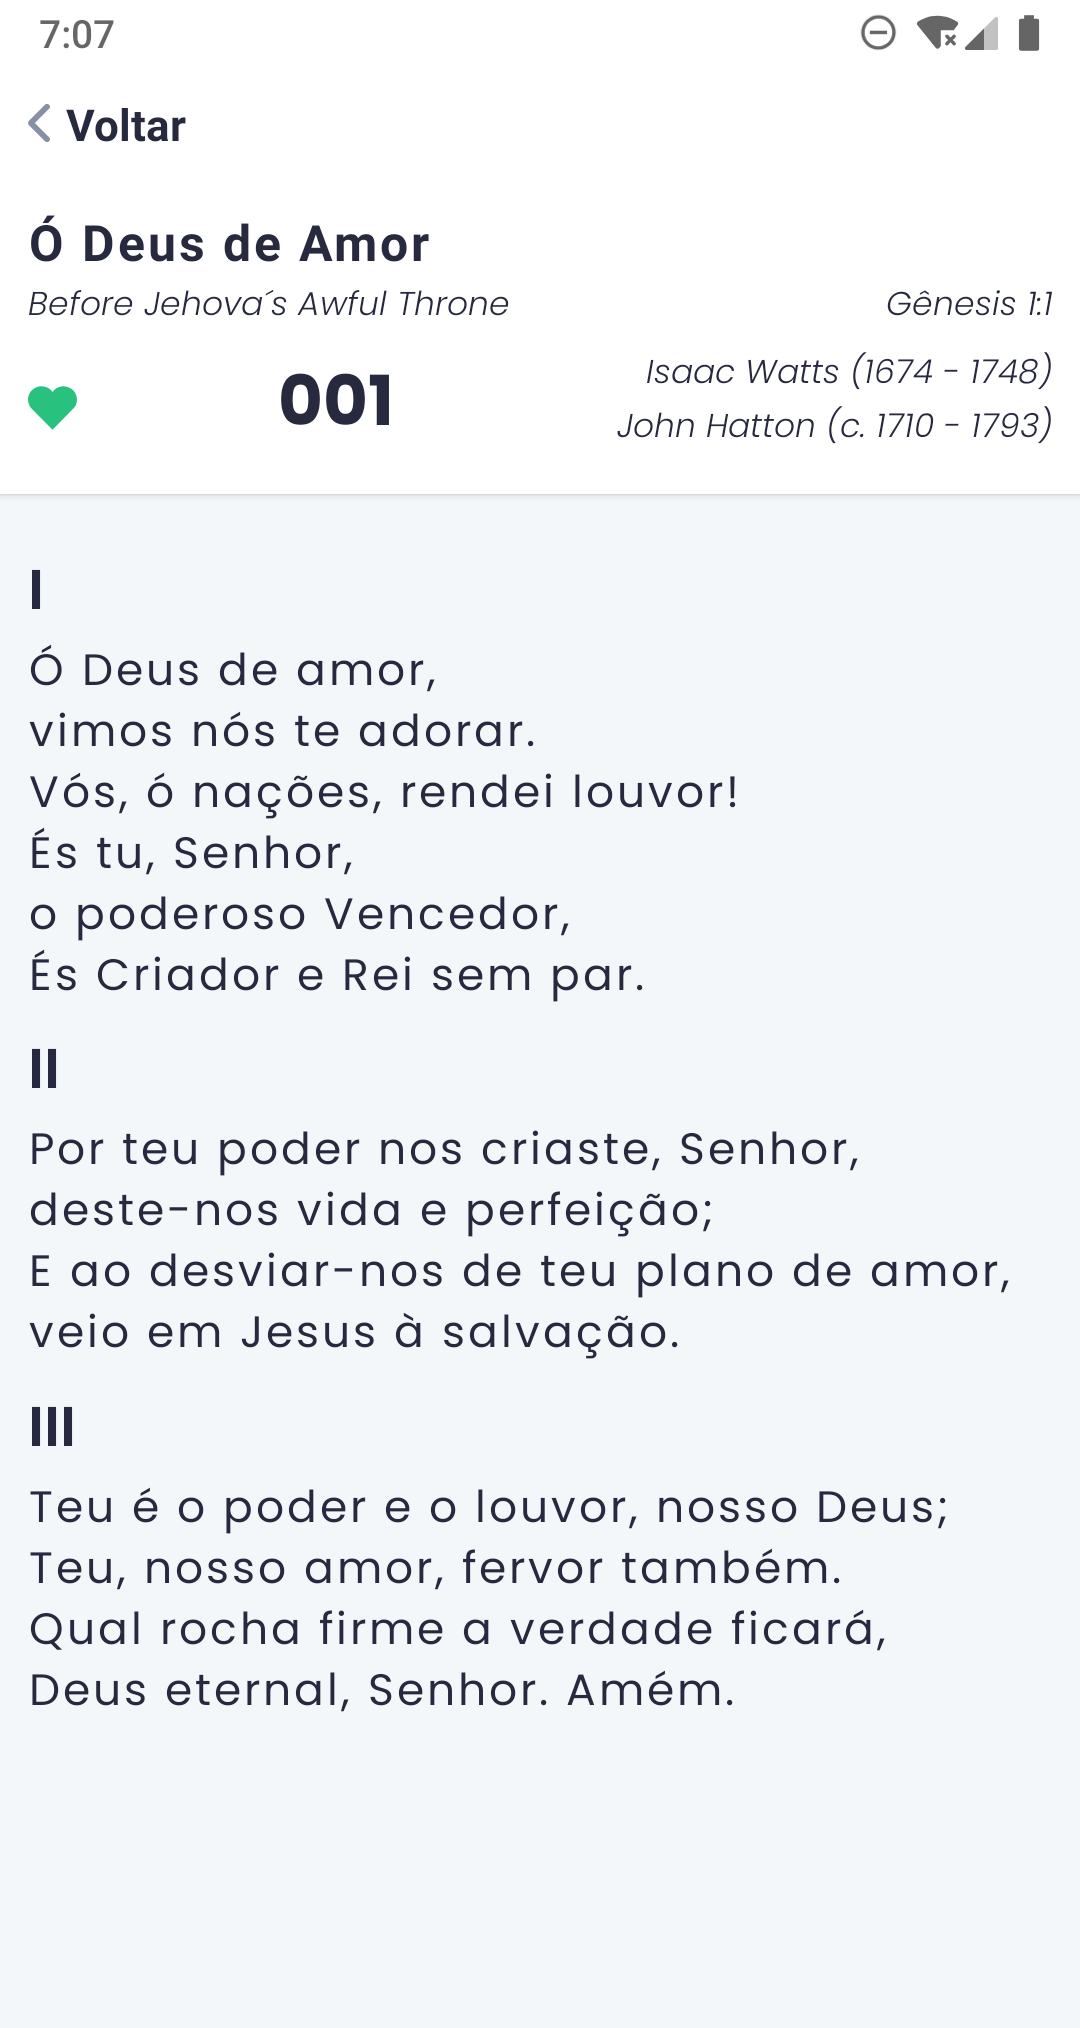 7:07
Voltar
Ó Deus de Amor
Before Jehova´s Awful Throne
Gênesis 1:1
001
Isaac Watts (1674 - 1748)
John Hatton (c. 1710 - 1793)
I
Ó Deus de amor,
vimos nós te adorar.
Vós, ó nações, rendei louvor!
És tu, Senhor,
o poderoso Vencedor,
És Criador e Rei sem par.
II
Por teu poder nos criaste, Senhor,
deste-nos vida e perfeição;
E ao desviar-nos de teu plano de amor,
veio em Jesus à salvação.
III
Teu é o poder e o louvor, nosso Deus;
Teu, nosso amor, fervor também.
Qual rocha firme a verdade ficará,
Deus eternal, Senhor. Amém.